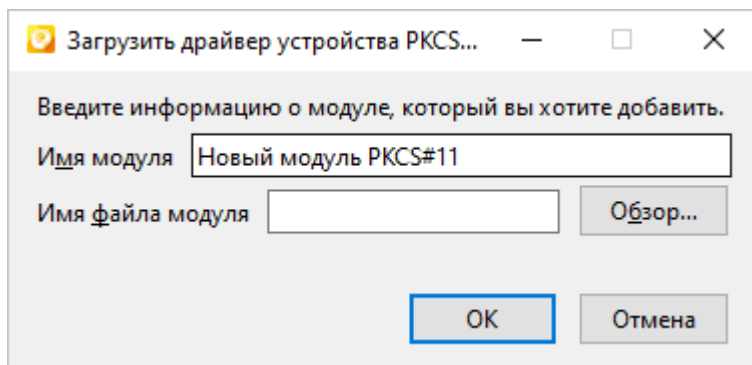 Загрузить драйвер устройства PKCS...
Введите информацию о модуле, который вы хотите добавить.
Имя модуля Новый модуль PKCS#11
Имя файла модуля Обзор...
ОК Отмена